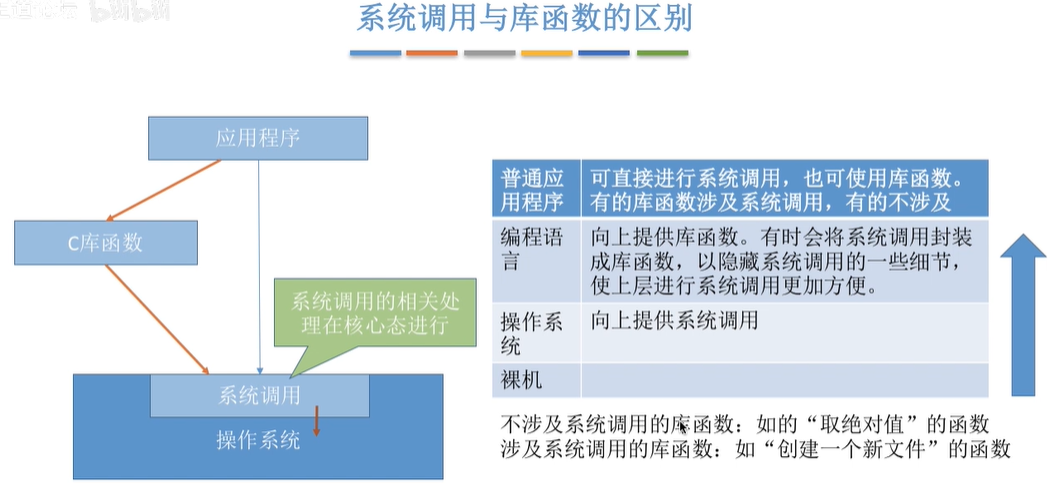 系统调用与库函数的区别
应用程序
C库函数
系统调用的相关处
理在核心态进行
系统调用
操作系统
普通应
用程序
可直接进行系统调用，也可使用库函数。
有的库函数涉及系统调用，有的不涉及
编程语
言
向上提供库函数。有时会将系统调用封装
成库函数，以隐藏系统调用的一些细节，
使上层进行系统调用更加方便。
操作系
统
向上提供系统调用
裸机
不涉及系统调用的库函数：如的“取绝对值”的函数
涉及系统调用的库函数：如“创建一个新文件”的函数